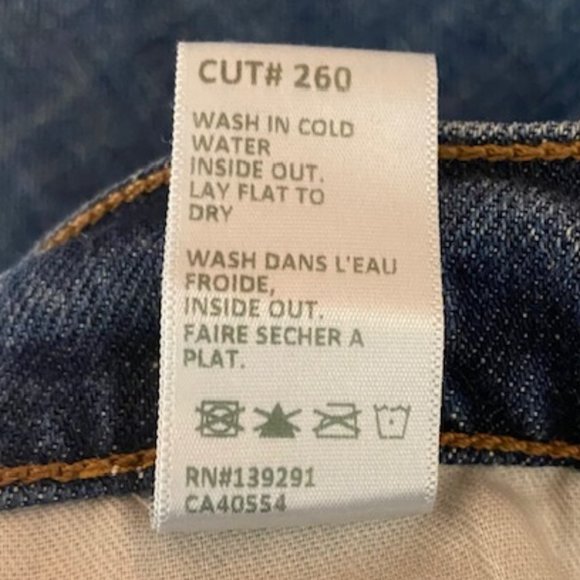 CUT# 260
WASH IN COLD
WATER
INSIDE OUT.
LAY FLAT TO
DRY
WASH DANS L'EAU
FROIDE,
INSIDE OUT.
FAIRE SECHER A
PLAT.
RN#139291
CA40554